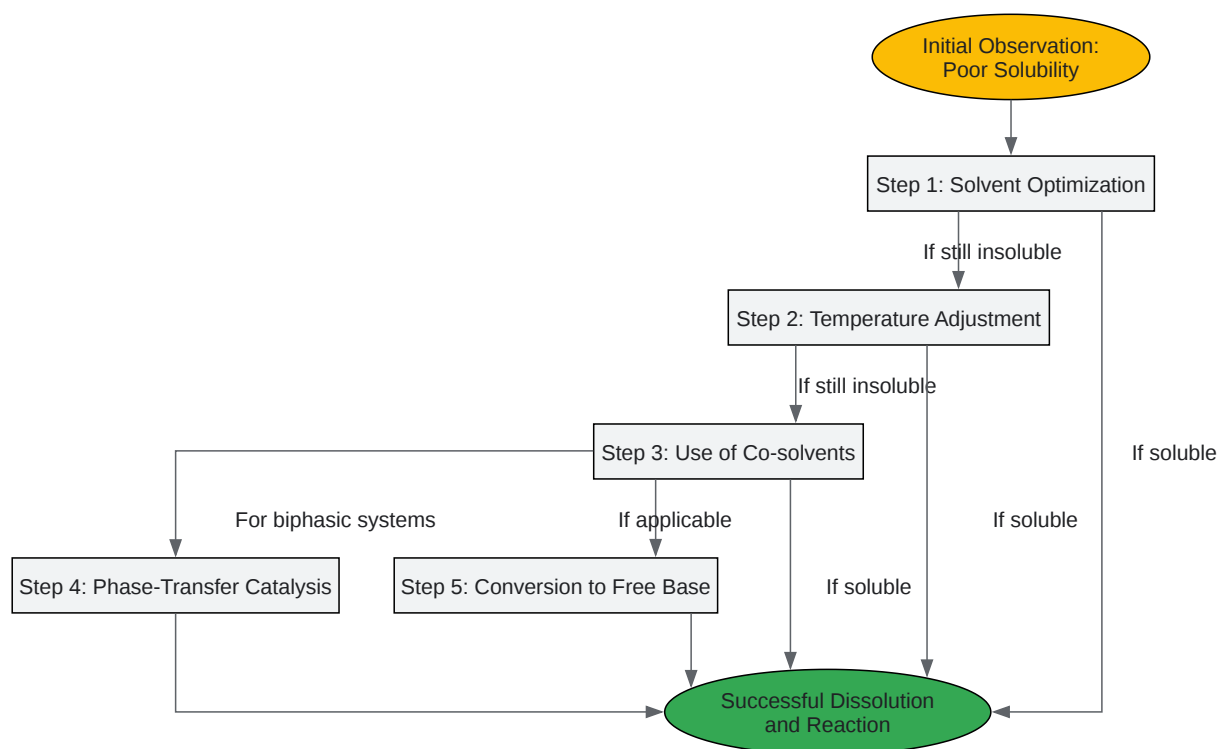 Initial Observation:
Poor Solubility
Step 1: Solvent Optimization
If still insoluble
Step 2: Temperature Adjustment
If still insoluble
Step 3: Use of Co-solvents
If soluble
For biphasic systems
If applicable
If soluble
Step 4: Phase-Transfer Catalysis
Step 5: Conversion to Free Base
If soluble
Successful Dissolution
and Reaction